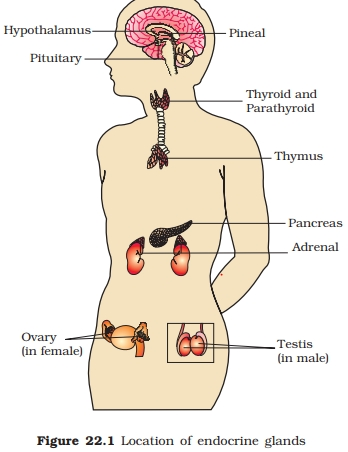 Hypothalamus
Pineal
Pituitary
Thyroid and
Parathyroid
Thymus
Pancreas
Adrenal
Ovary
(in female)
Testis
(in male)
Figure 22.1 Location of endocrine glands